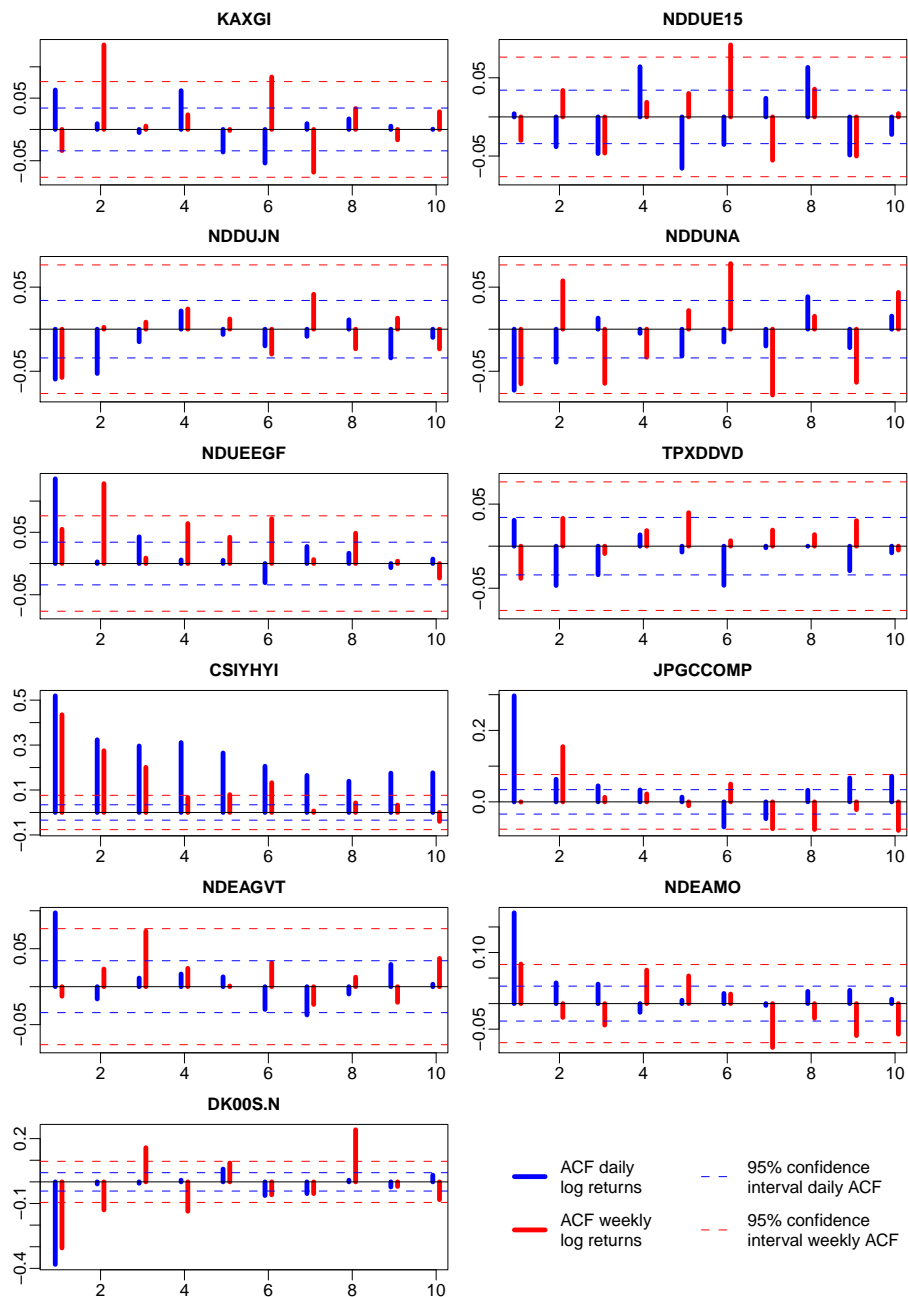 KAXGI
0.05
−0.05
2 4 6 8 10
NDDUE15
0.05
−0.05
2 4 6 8 10
NDDUJN
0.05
−0.05
2 4 6 8 10
NDDUNA
0.05
−0.05
2 4 6 8 10
NDUEEGF
0.05
−0.05
2 4 6 8 10
TPXDDVD
0.05
−0.05
2 4 6 8 10
CSIYHYI
0.5
0.3
0.1
−0.1
2 4 6 8 10
JPGCCOMP
0.2
0.0
2 4 6 8 10
NDEAGVT
0.05
−0.05
2 4 6 8 10
NDEAMO
0.10
−0.05
2 4 6 8 10
DK00S.N
0.2
−0.1
−0.4
2 4 6 8 10
ACF daily
log returns
95% confidence
interval daily ACF
ACF weekly
log returns
95% confidence
interval weekly ACF